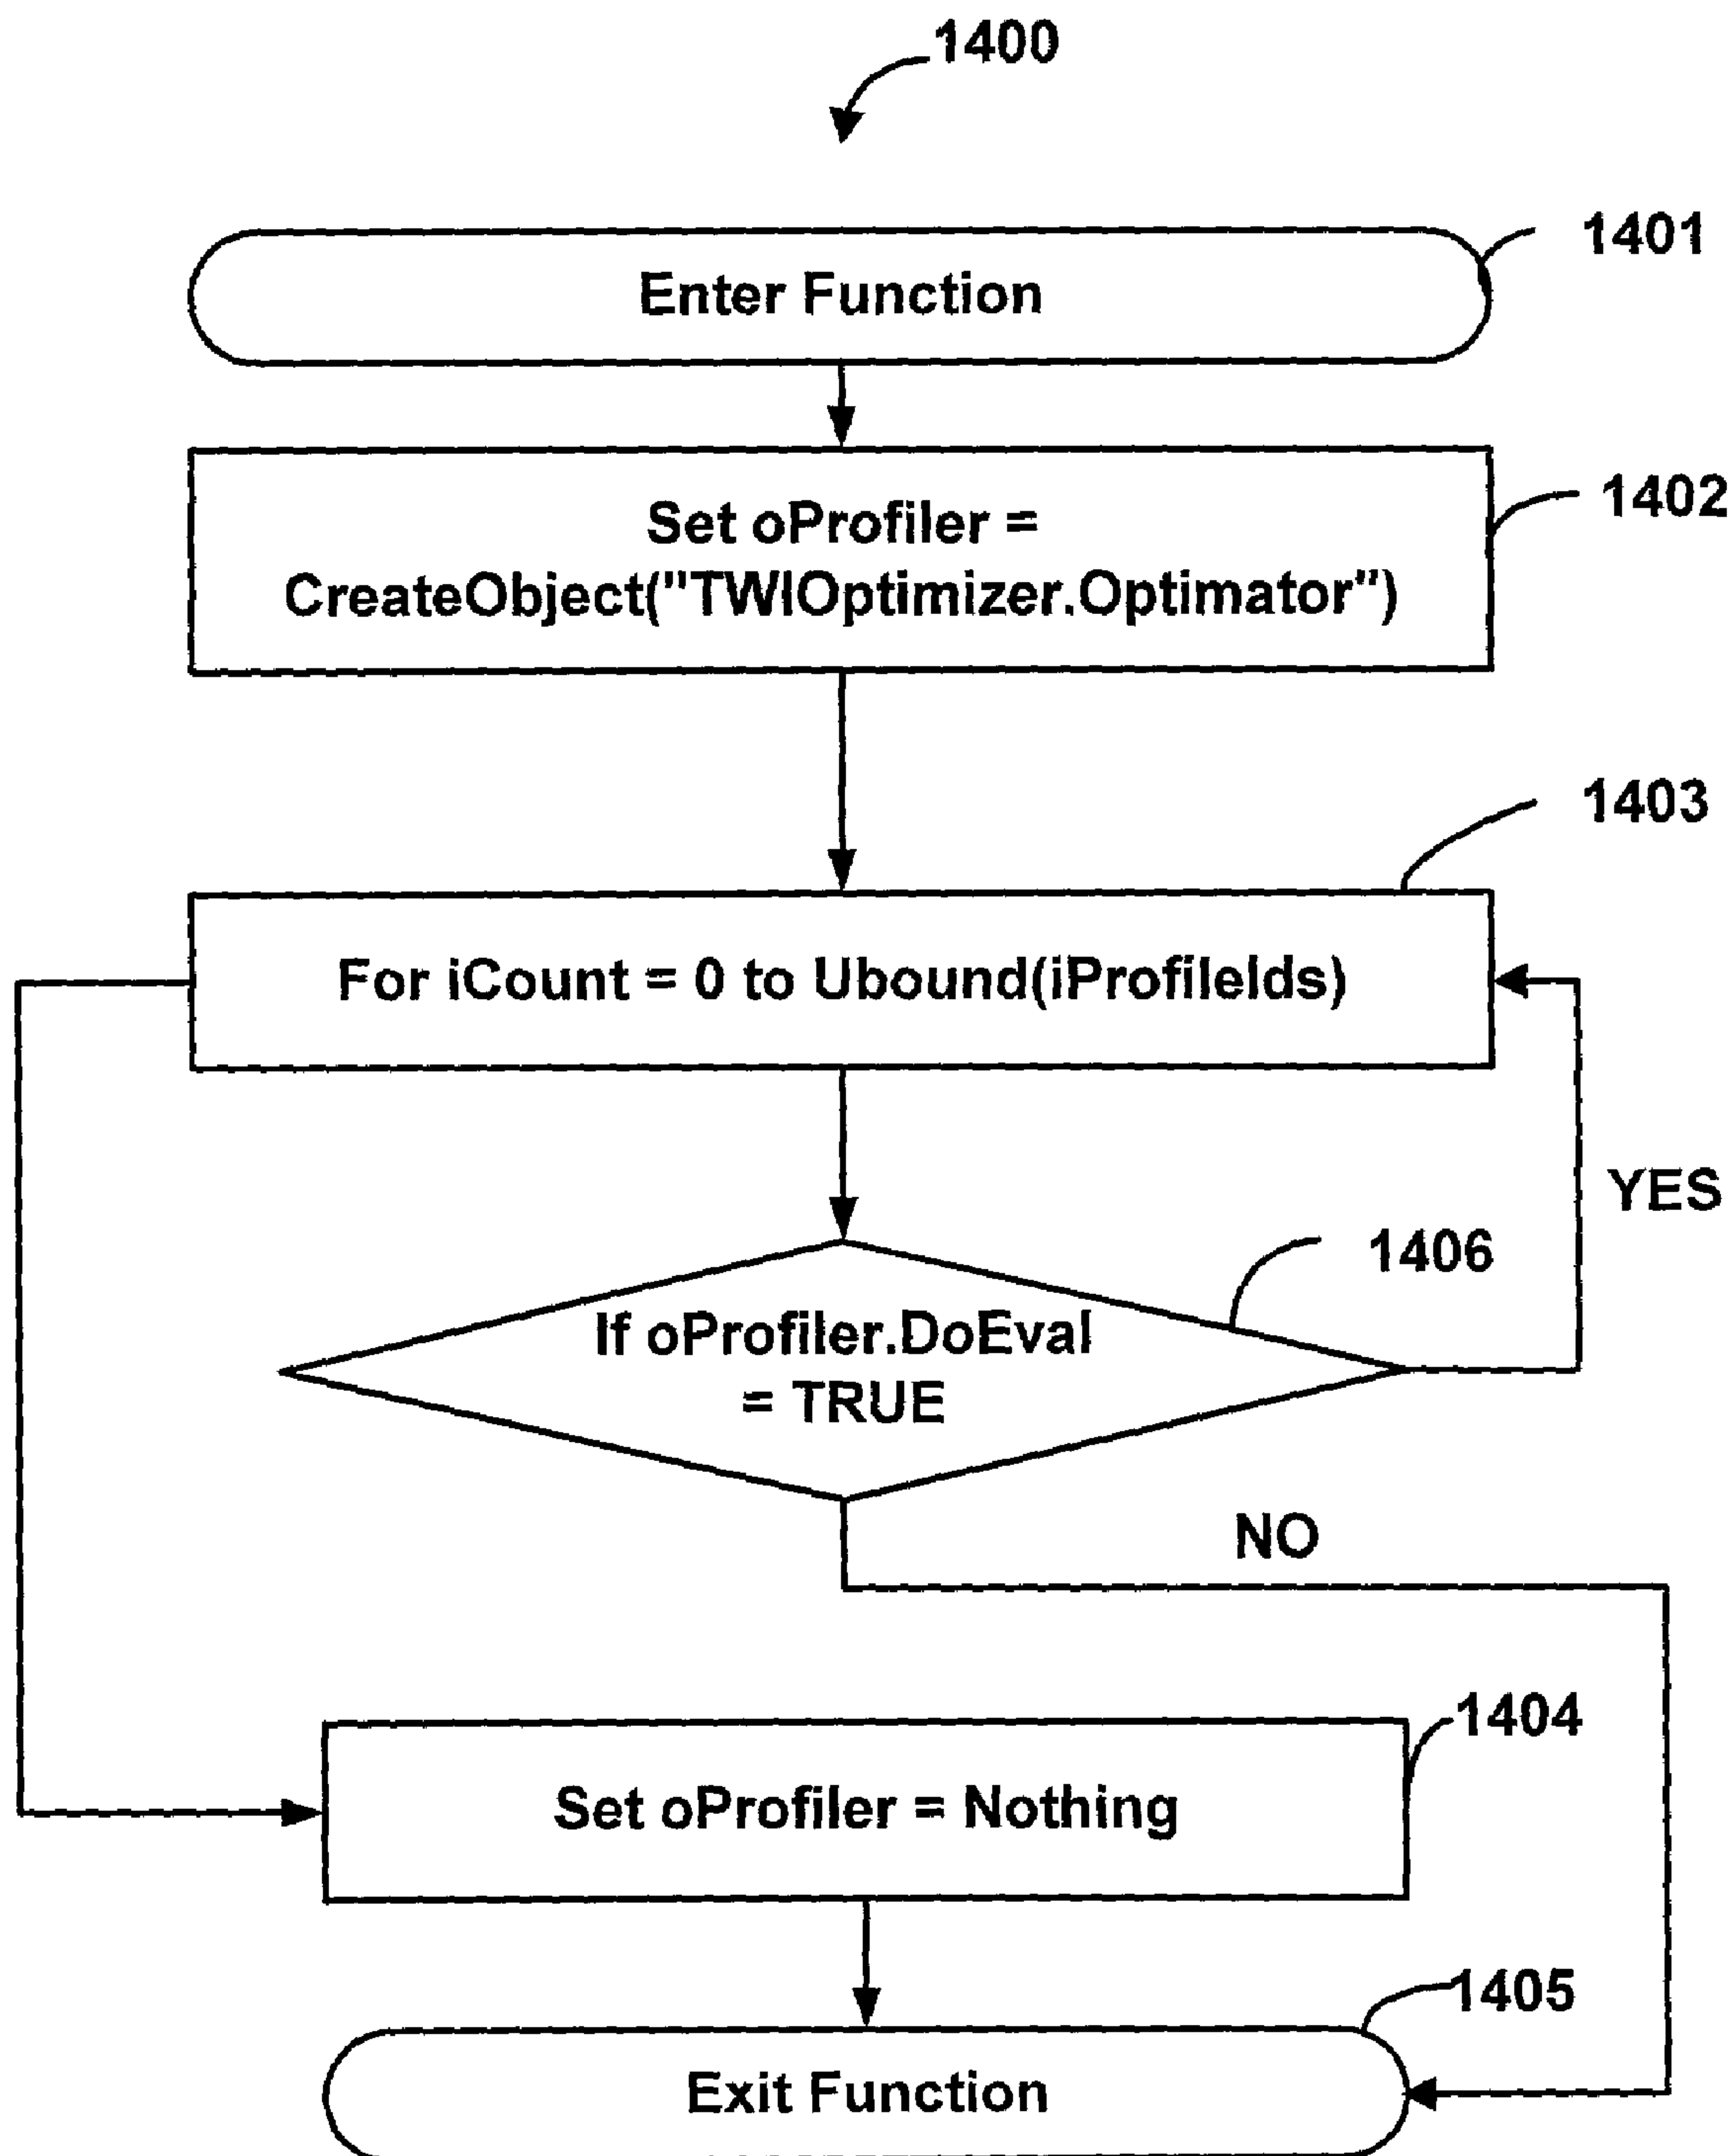 1400
1401
Enter Function
1402
Set oProfiler =
CreateObject("TWIOptimizer.Optimator")
1403
For iCount = 0 to Ubound(iProfileIds)
YES
1406
If oProfiler.DoEval
= TRUE
NO
1404
Set oProfiler = Nothing
1405
Exit Function